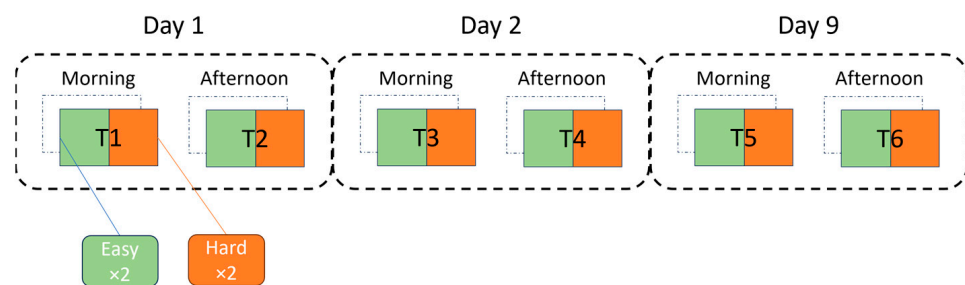 Day 1
Day 2
Day 9
Morning
Afternoon
Morning
Afternoon
Morning
Afternoon
T1
T2
T3
T4
T5
T6
Easy
×2
Hard
×2